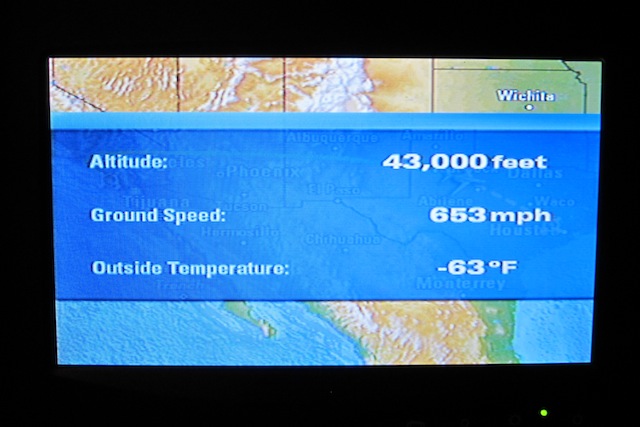 Wichita
Albuquerque
Amarillo
Altitude: 43,000 feet
Phoenix
Dallas
El Paso
Tijuana
Abilene
Waco
Ground Speed: 653 mph
Houston
Hermosillo
Chihuahua
Outside Temperature: -63°F
Monterrey